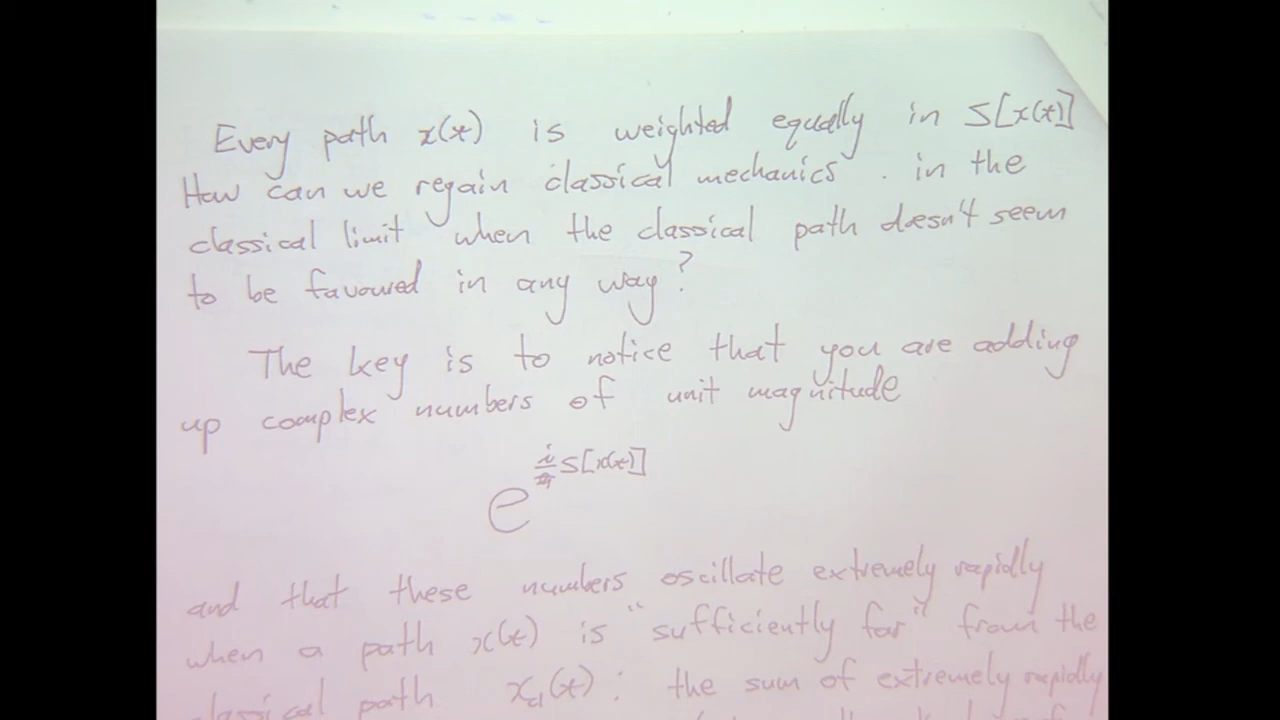 Every path x(t) is weighted equally in S[x(t)]
How can we regain classical mechanics . in the
classical limit when the classical path doesn't seem
to be favoured in any way?
The key is to notice that you are adding
up complex numbers of unit magnitude
e^{\frac{i}{\hbar}S[x(t)]}
and that these numbers oscillate extremely rapidly
when a path x(t) is "sufficiently far" from the
classical path x_{cl}(t): the sum of extremely rapidly